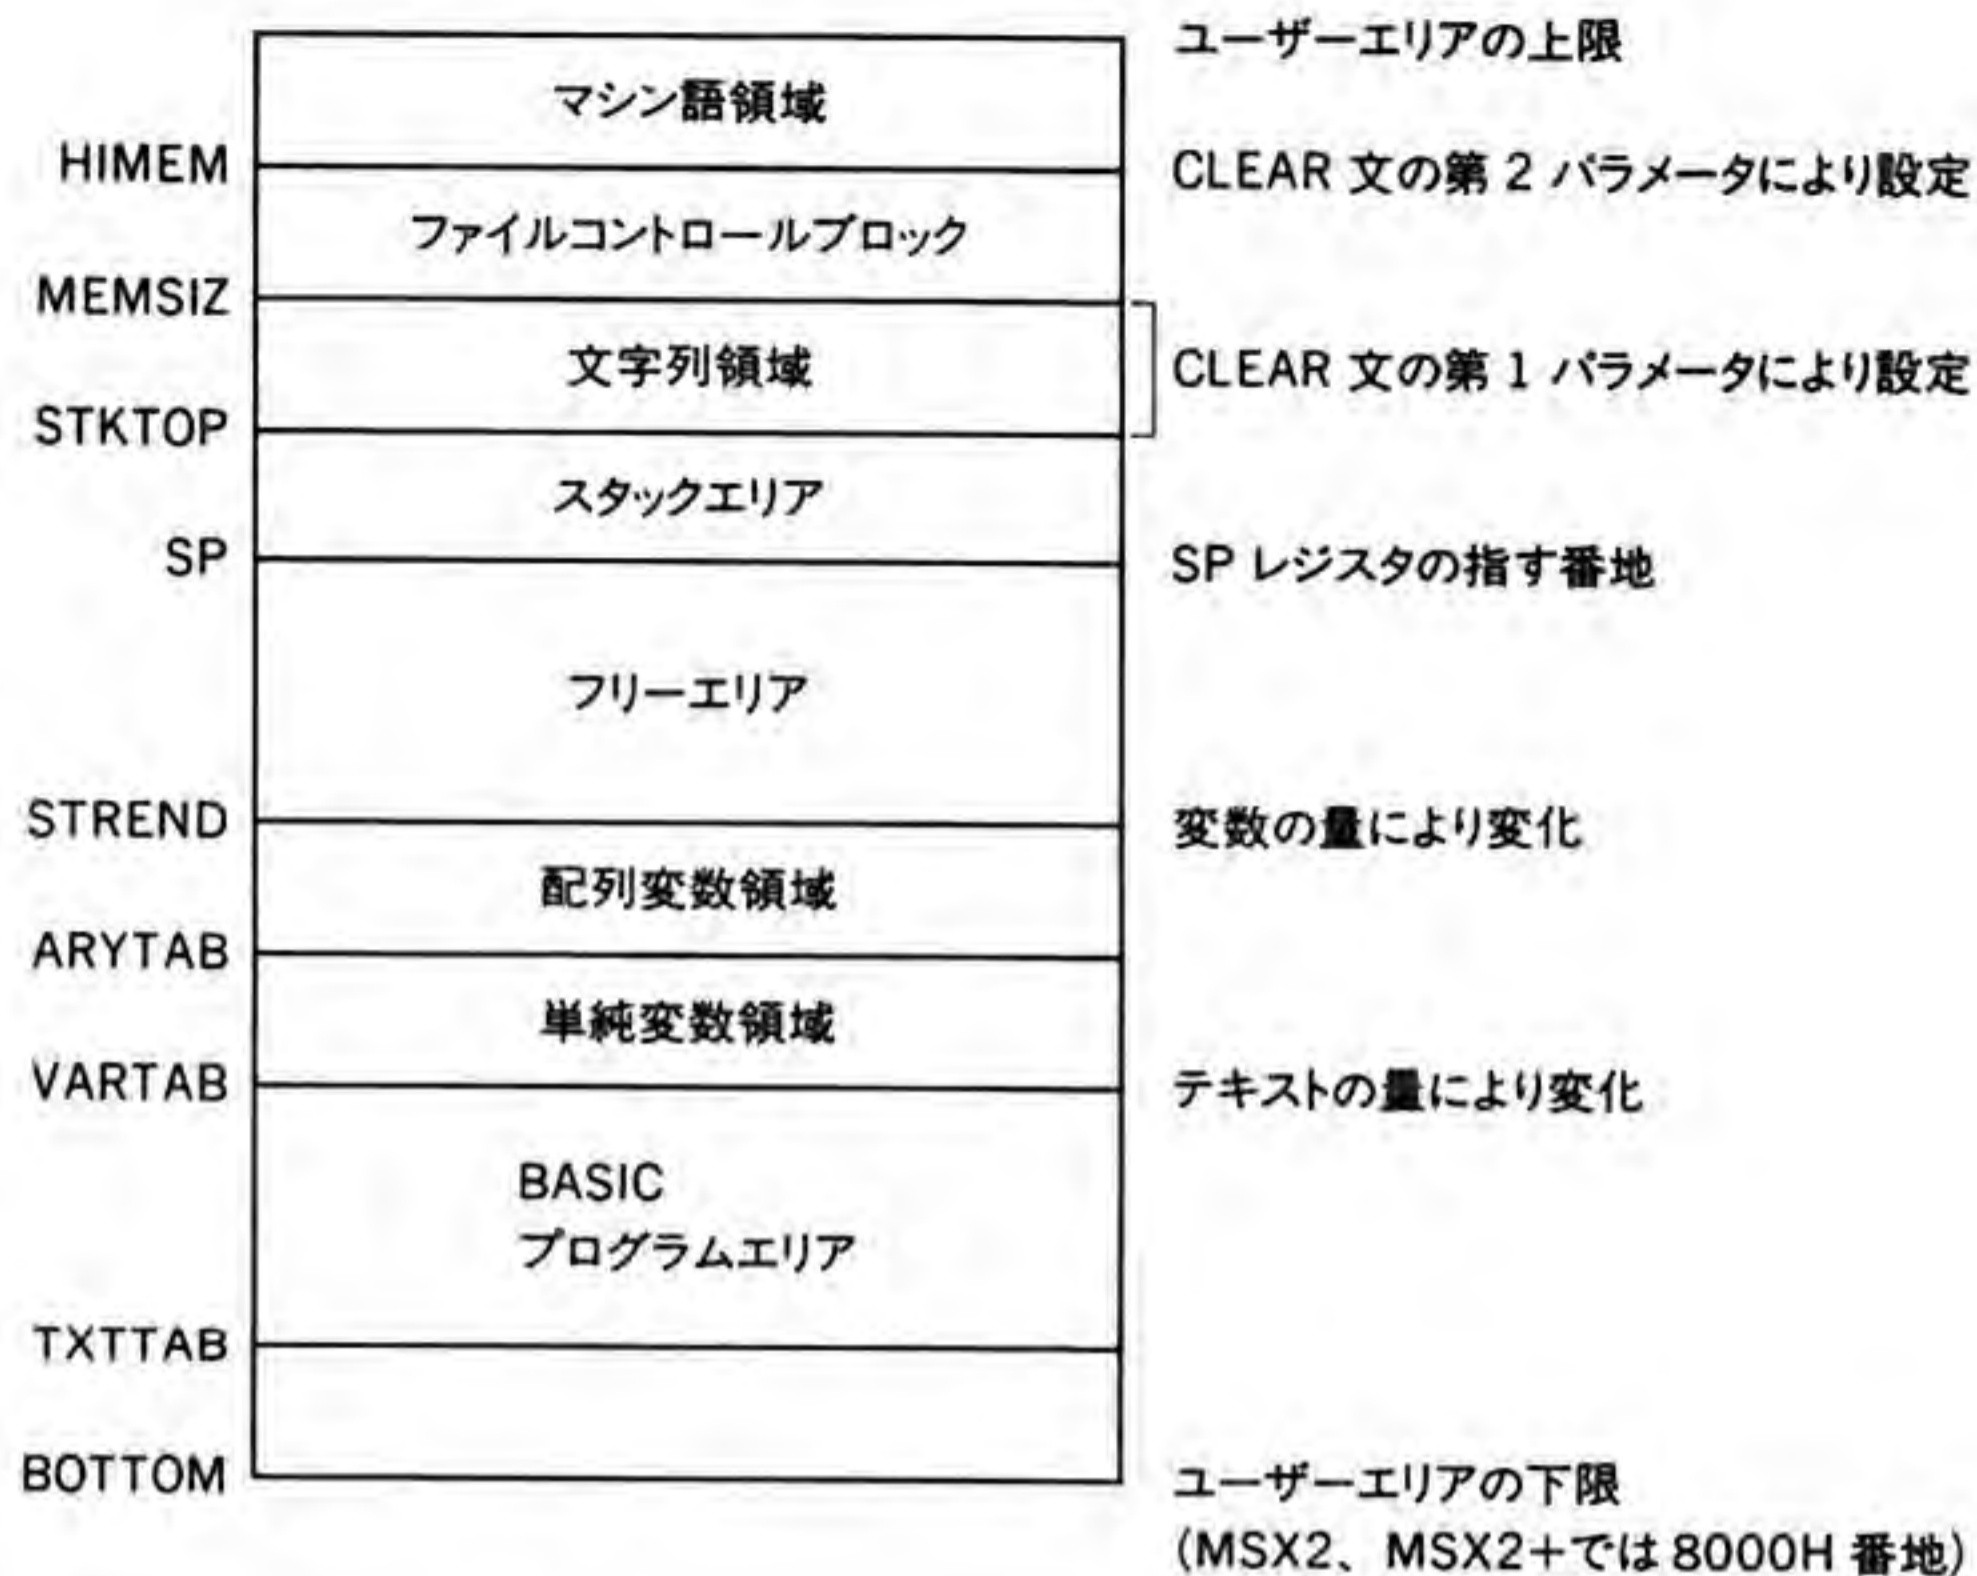 ユーザーエリアの上限
マシン語領域
HIMEM
CLEAR 文の第 2 パラメータにより設定
ファイルコントロールブロック
MEMSIZ
文字列領域
CLEAR 文の第 1 パラメータにより設定
STKTOP
スタックエリア
SP
SP レジスタの指す番地
フリーエリア
STREND
変数の量により変化
配列変数領域
ARYTAB
単純変数領域
VARTAB
テキストの量により変化
BASIC
プログラムエリア
TXTTAB
BOTTOM
ユーザーエリアの下限
(MSX2、MSX2+では 8000H 番地)